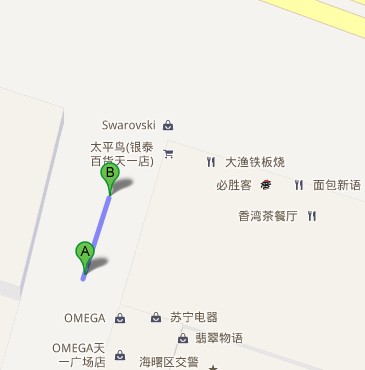 Swarovski
太平鸟(银泰
百货天一店)
大渔铁板烧
必胜客
面包新语
香湾茶餐厅
B
A
OMEGA
苏宁电器
翡翠物语
OMEGA天
一广场店
海曙区交警